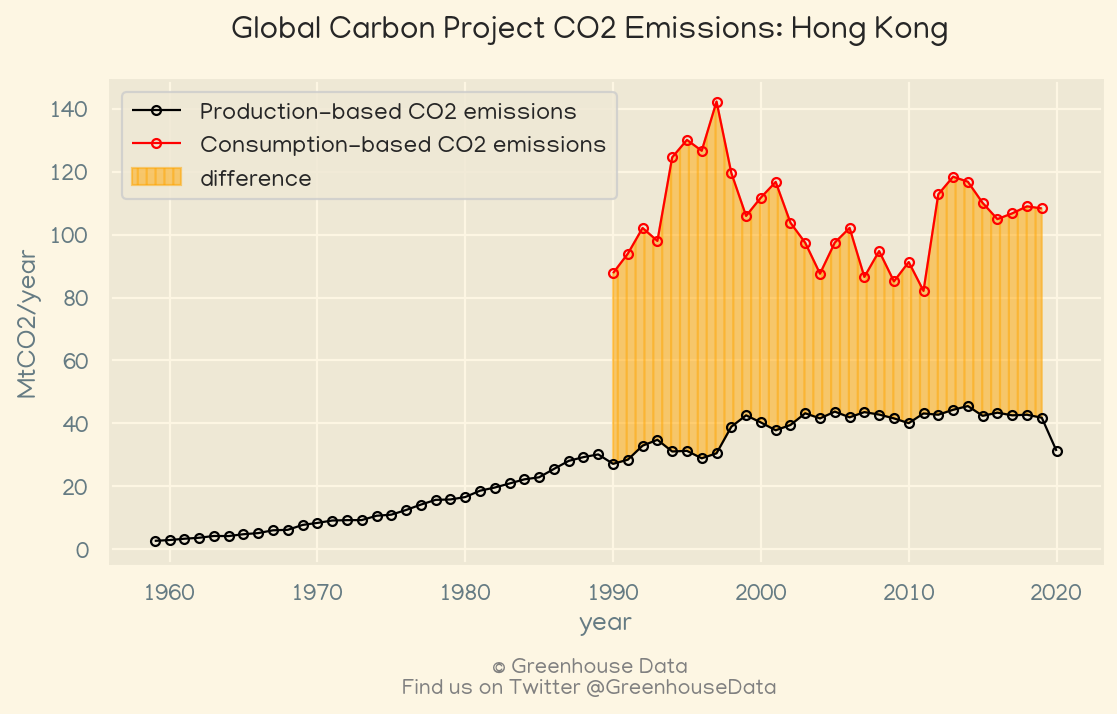 Global Carbon Project CO2 Emissions: Hong Kong
Production-based CO2 emissions
Consumption-based CO2 emissions
difference
MtCO2/year
140
120
100
80
60
40
20
0
1960 1970 1980 1990 2000 2010 2020
year
© Greenhouse Data
Find us on Twitter @GreenhouseData